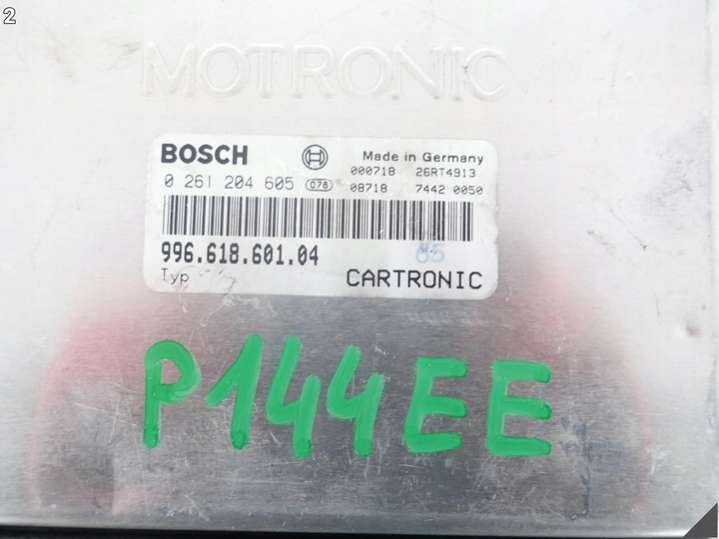 2
MOTRONIC
BOSCH Made in Germany
000718 26RT4913
0 261 204 605 078 08718 7442 0050
996.618.601.04 85
Typ CARTRONIC
P144EE